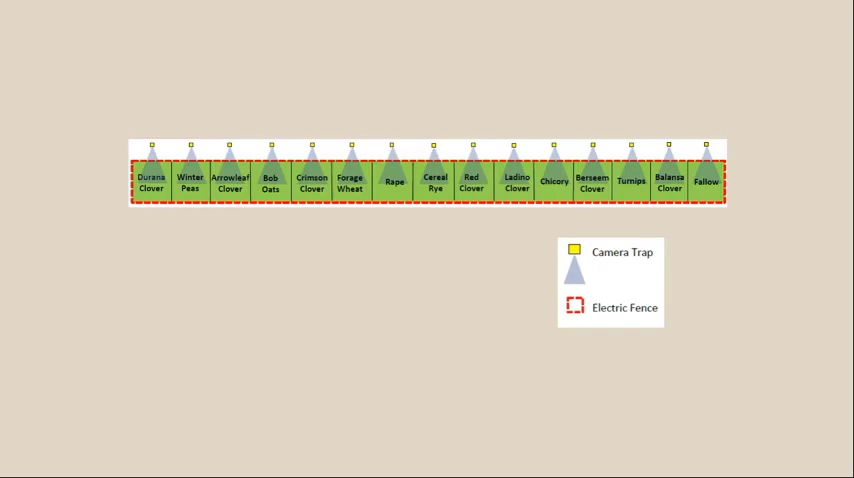 Durana Clover
Winter Peas
Arrowleaf Clover
Bob Oats
Crimson Clover
Forage Wheat
Rape
Cereal Rye
Red Clover
Ladino Clover
Chicory
Berseem Clover
Turnips
Balansa Clover
Fallow
Camera Trap
Electric Fence